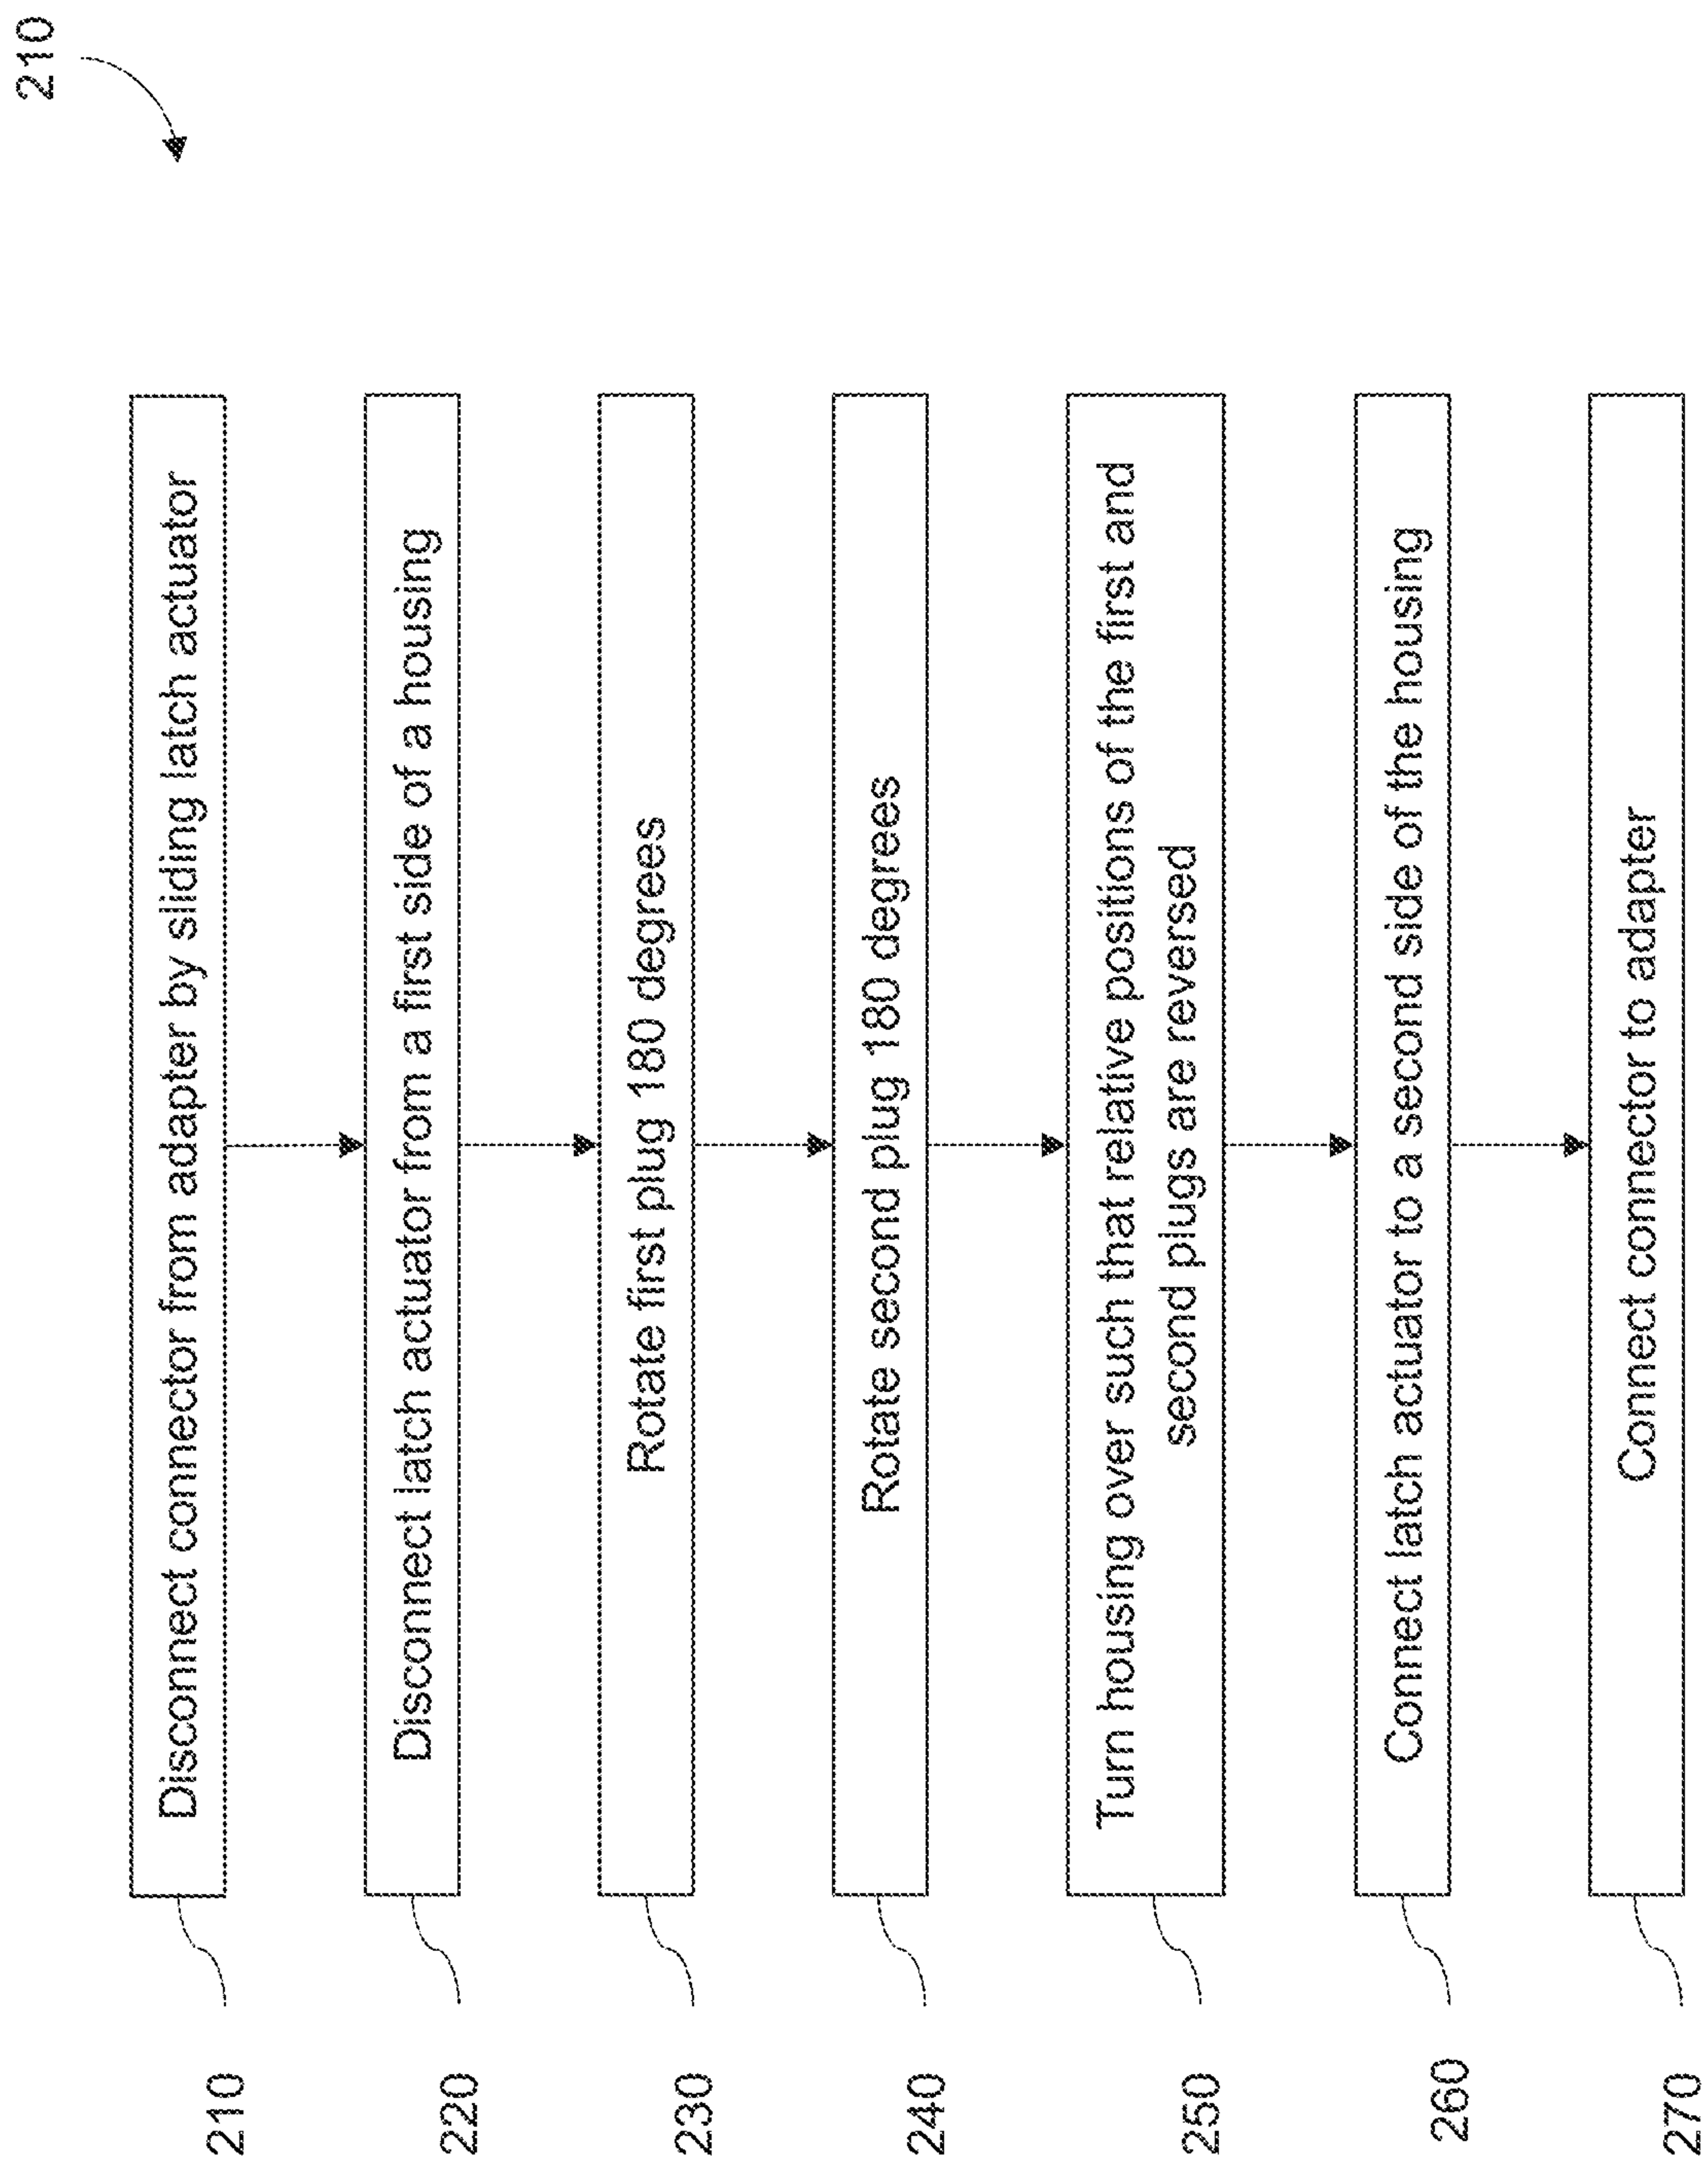 210
210
Disconnect connector from adapter by sliding latch actuator
220
Disconnect latch actuator from a first side of a housing
230
Rotate first plug 180 degrees
240
Rotate second plug 180 degrees
250
Turn housing over such that relative positions of the first and
second plugs are reversed
260
Connect latch actuator to a second side of the housing
270
Connect connector to adapter